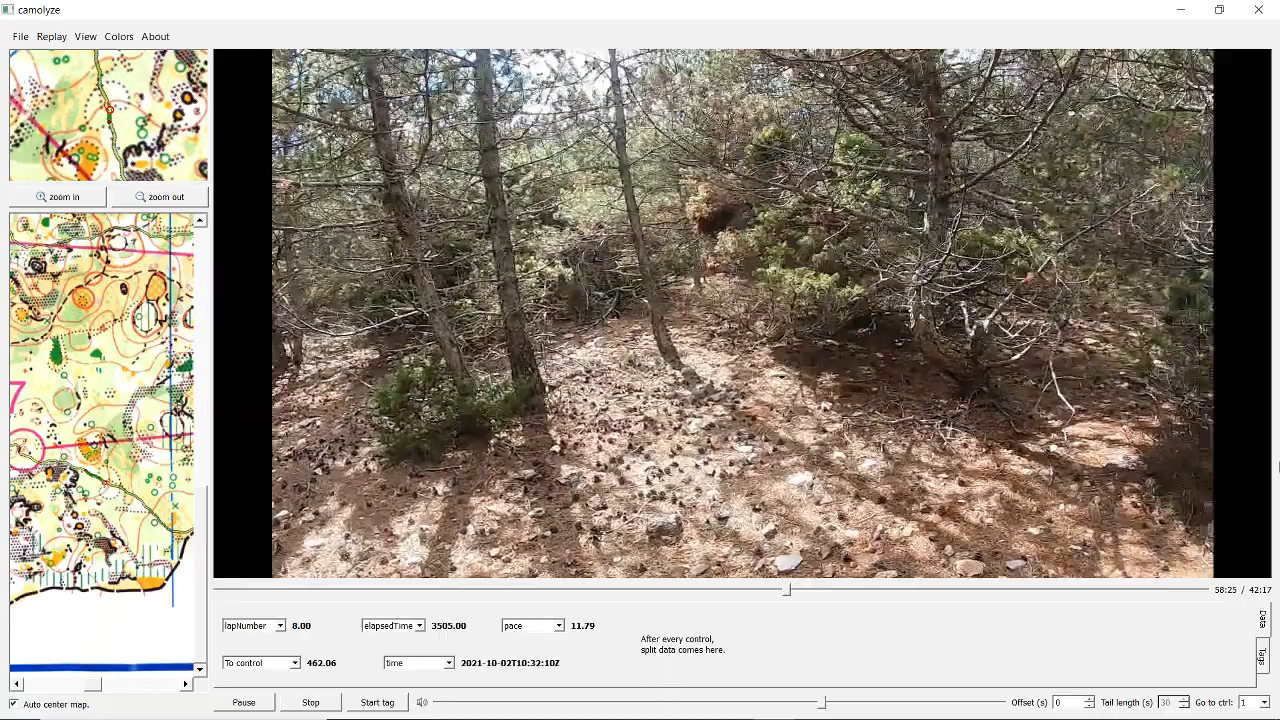 camolyze
File Replay View Colors About
zoom in zoom out
7
58:25 / 42:17
lapNumber 8.00 elapsedTime 3505.00 pace 11.79
After every control,
split data comes here.
To control 462.06 time 2021-10-02T10:32:10Z
Data
Tags
Auto center map.
Pause Stop Start tag Offset (s) 0 Tail length (s) 30 Go to ctrl: 1